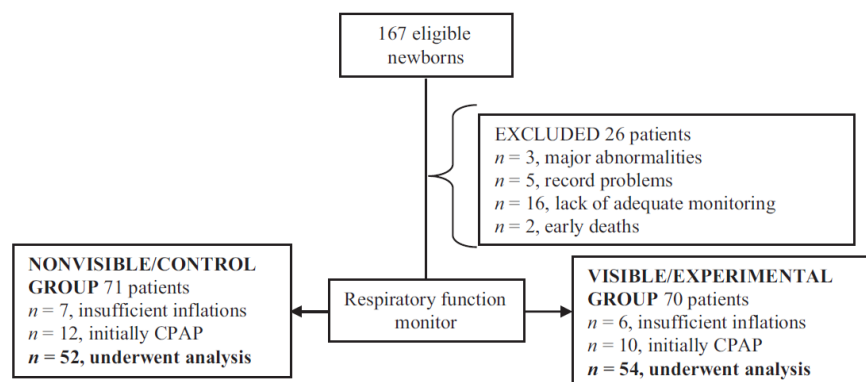 167 eligible
newborns
EXCLUDED 26 patients
n = 3, major abnormalities
n = 5, record problems
n = 16, lack of adequate monitoring
n = 2, early deaths
NONVISIBLE/CONTROL
GROUP 71 patients
n = 7, insufficient inflations
n = 12, initially CPAP
n = 52, underwent analysis
Respiratory function
monitor
VISIBLE/EXPERIMENTAL
GROUP 70 patients
n = 6, insufficient inflations
n = 10, initially CPAP
n = 54, underwent analysis